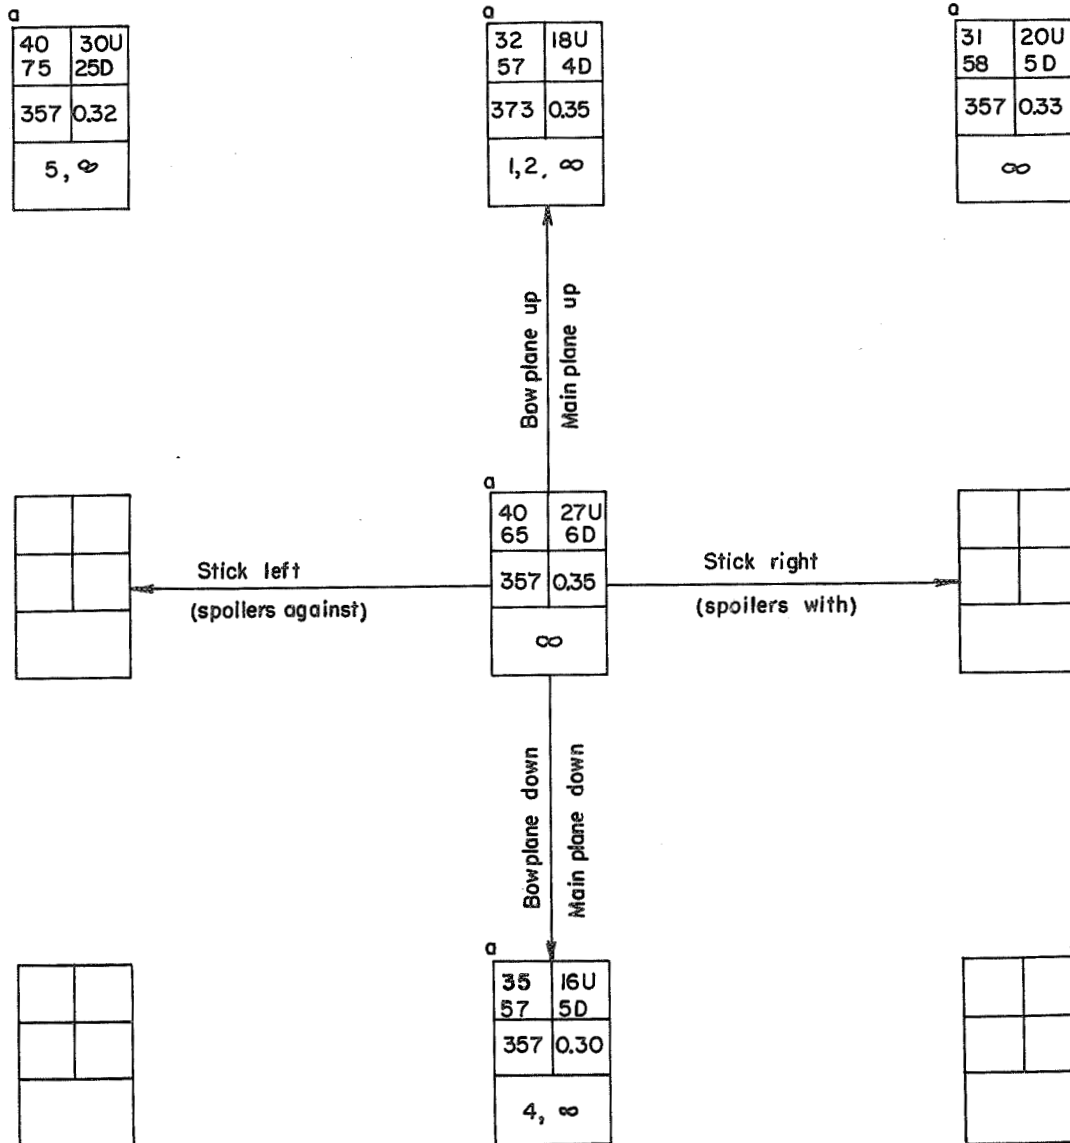 a
40 30U
75 25D
357 0.32
5, ∞
a
32 18U
57 4D
373 0.35
1,2, ∞
a
31 20U
58 5D
357 0.33
∞
Bowplane up
Main plane up
a
40 27U
65 6D
357 0.35
∞
Stick left
(spoilers against)
Stick right
(spoilers with)
Bowplane down
Main plane down
a
35 16U
57 5D
357 0.30
4, ∞